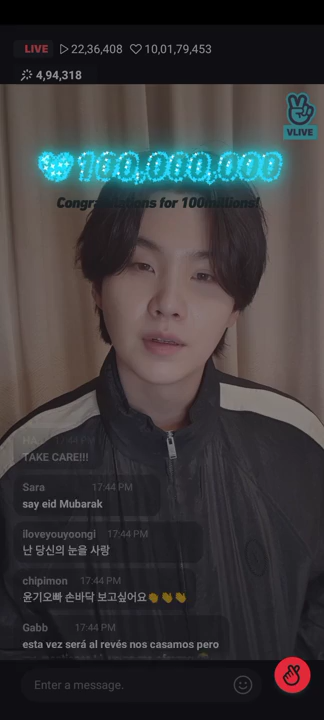 LIVE 22,36,408 10,01,79,453
4,94,318
VLIVE
100,000,000
Congratulations for 100millions!
17:44 PM
TAKE CARE!!!
Sara 17:44 PM
say eid Mubarak
iloveyouyoongi 17:44 PM
난 당신의 눈을 사랑
chipimon 17:44 PM
윤기오빠 손바닥 보고싶어요👏👏👏
Gabb 17:44 PM
esta vez será al revés nos casamos pero
Enter a message.